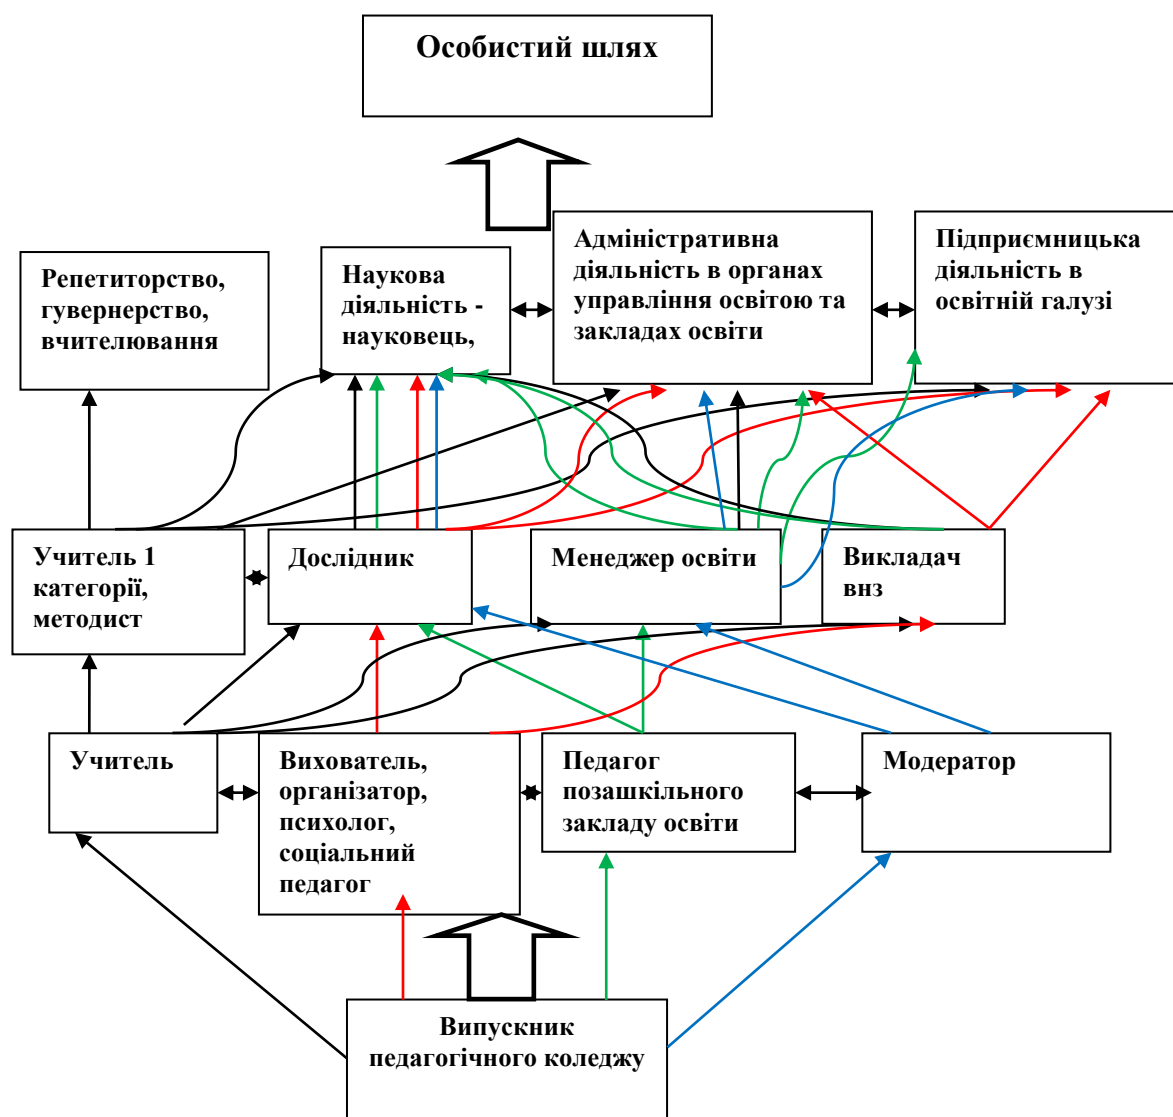 Особистий шлях
Репетиторство,
гувернерство,
вчителювання
Наукова
діяльність -
науковець,
Адміністративна
діяльність в органах
управління освітою та
закладах освіти
Підприємницька
діяльність в
освітній галузі
Учитель 1
категорії,
методист
Дослідник
Менеджер освіти
Викладач
внз
Учитель
Вихователь,
організатор,
психолог,
соціальний
педагог
Педагог
позашкільного
закладу освіти
Модератор
Випускник
педагогічного коледжу